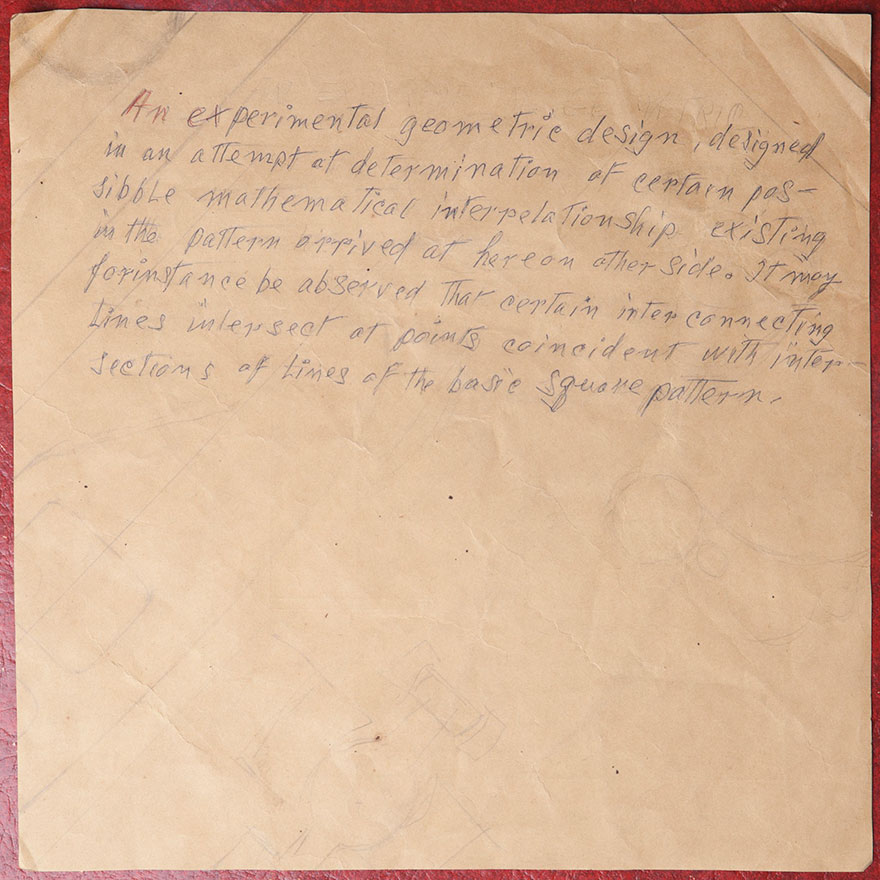 An experimental geometric design, designed
in an attempt at determination of certain pos-
sibble mathematical interrelationship existing
in the pattern arrived at hereon other side. It may
forinstance be observed that certain interconnecting
Lines intersect at points coincident with inter-
sections of Lines of the basic square pattern.